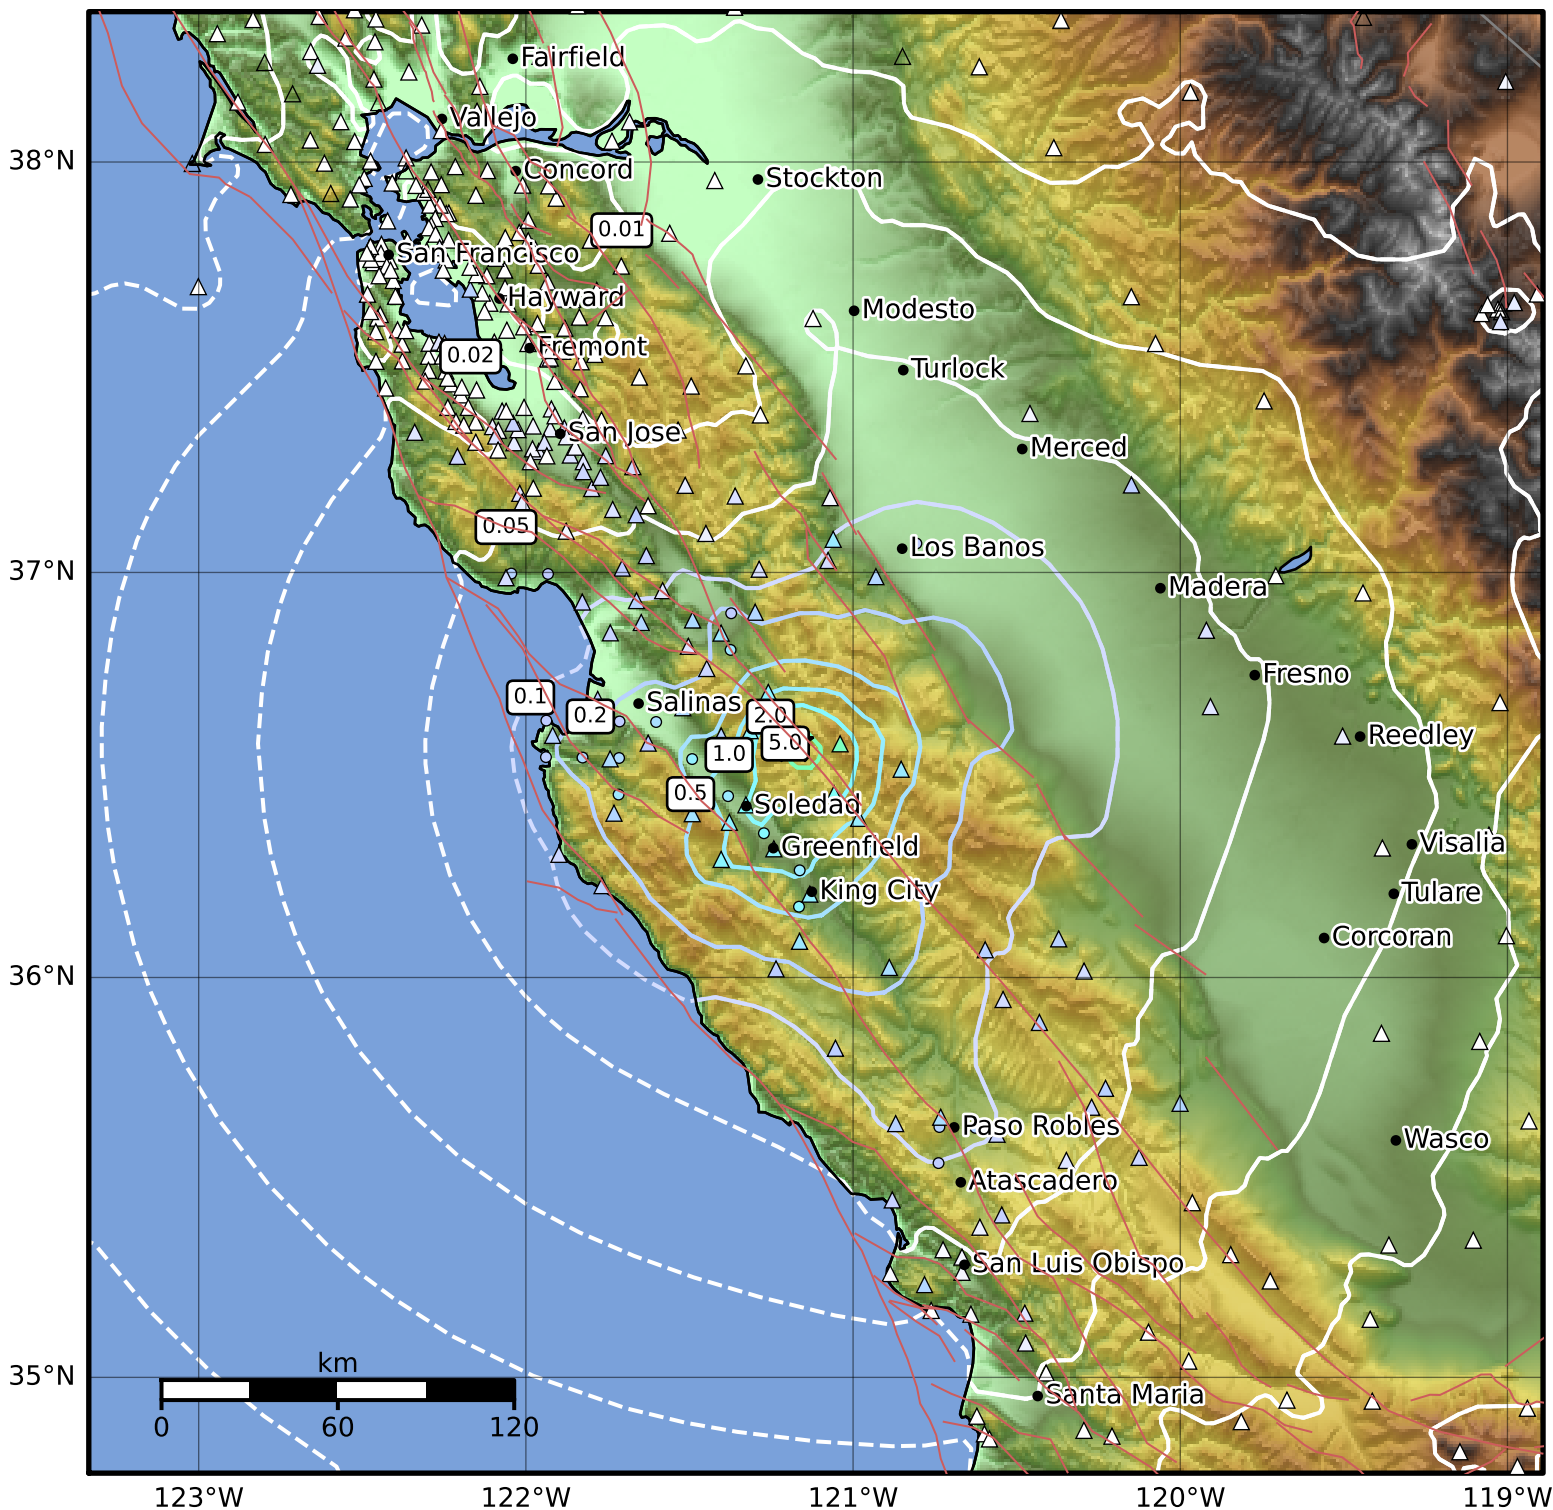 Fairfield
Vallejo
38°N
Concord
Stockton
0.01
San Francisco
Hayward
Modesto
Fremont
0.02
Turlock
San Jose
Merced
0.05
Los Banos
37°N
Madera
Fresno
0.1
Salinas
0.2
2.0
5.0
Reedley
1.0
0.5
Soledad
Greenfield
Visalia
King City
Tulare
Corcoran
36°N
Paso Robles
Wasco
Atascadero
San Luis Obispo
km
35°N
Santa Maria
0 60 120
123°W 122°W 121°W 120°W 119°W